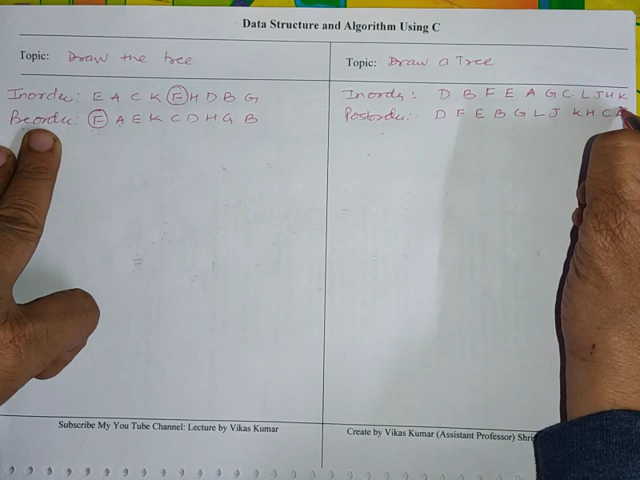 Data Structure and Algorithm Using C
Topic: Draw the tree
Inorder: E A C K F H D B G
Preorder: F A E K C D H G B
Topic: Draw a Tree
Inorder: D B F E A G C L J H K
Postorder: D F E B G L J K H C
Subscribe My You Tube Channel: Lecture by Vikas Kumar
Create by Vikas Kumar (Assistant Professor) Shri